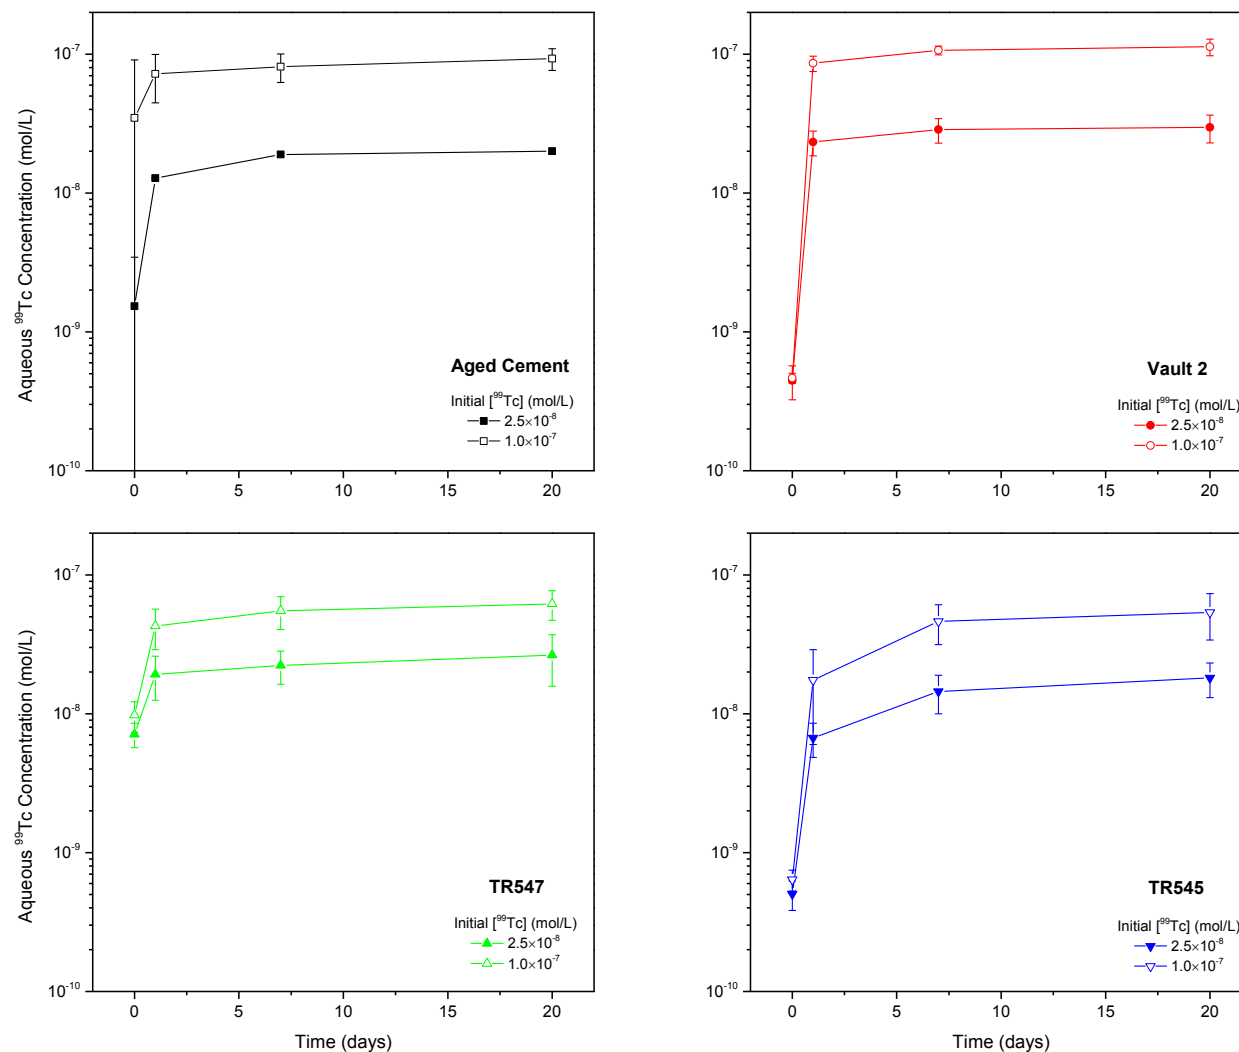 10⁻⁷
10⁻⁸
10⁻⁹
10⁻¹⁰
Aqueous ⁹⁹Tc Concentration (mol/L)
0 5 10 15 20
Aged Cement
Initial [⁹⁹Tc] (mol/L)
2.5×10⁻⁸
1.0×10⁻⁷
10⁻⁷
10⁻⁸
10⁻⁹
10⁻¹⁰
0 5 10 15 20
Vault 2
Initial [⁹⁹Tc] (mol/L)
2.5×10⁻⁸
1.0×10⁻⁷
10⁻⁷
10⁻⁸
10⁻⁹
10⁻¹⁰
Aqueous ⁹⁹Tc Concentration (mol/L)
0 5 10 15 20
Time (days)
TR547
Initial [⁹⁹Tc] (mol/L)
2.5×10⁻⁸
1.0×10⁻⁷
10⁻⁷
10⁻⁸
10⁻⁹
10⁻¹⁰
0 5 10 15 20
Time (days)
TR545
Initial [⁹⁹Tc] (mol/L)
2.5×10⁻⁸
1.0×10⁻⁷